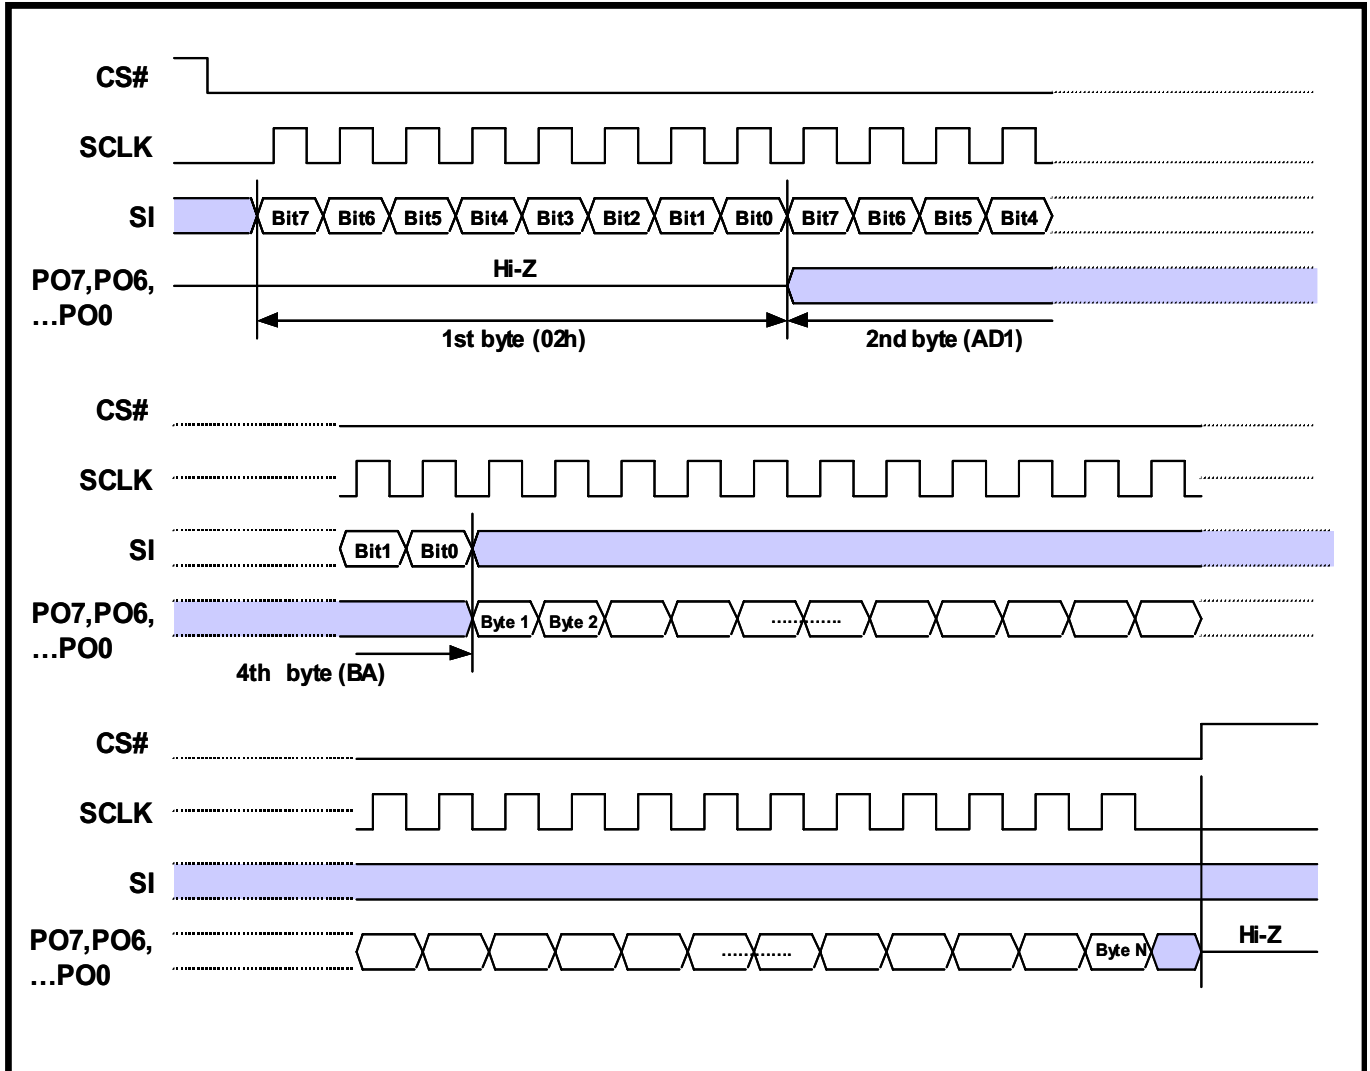 CS#
SCLK
SI Bit7 Bit6 Bit5 Bit4 Bit3 Bit2 Bit1 Bit0 Bit7 Bit6 Bit5 Bit4
Hi-Z
PO7,PO6,
...PO0
1st byte (02h) 2nd byte (AD1)
CS#
SCLK
SI Bit1 Bit0
PO7,PO6, Byte 1 Byte 2 ..............
...PO0
4th byte (BA)
CS#
SCLK
SI
PO7,PO6, .............. Byte N Hi-Z
...PO0